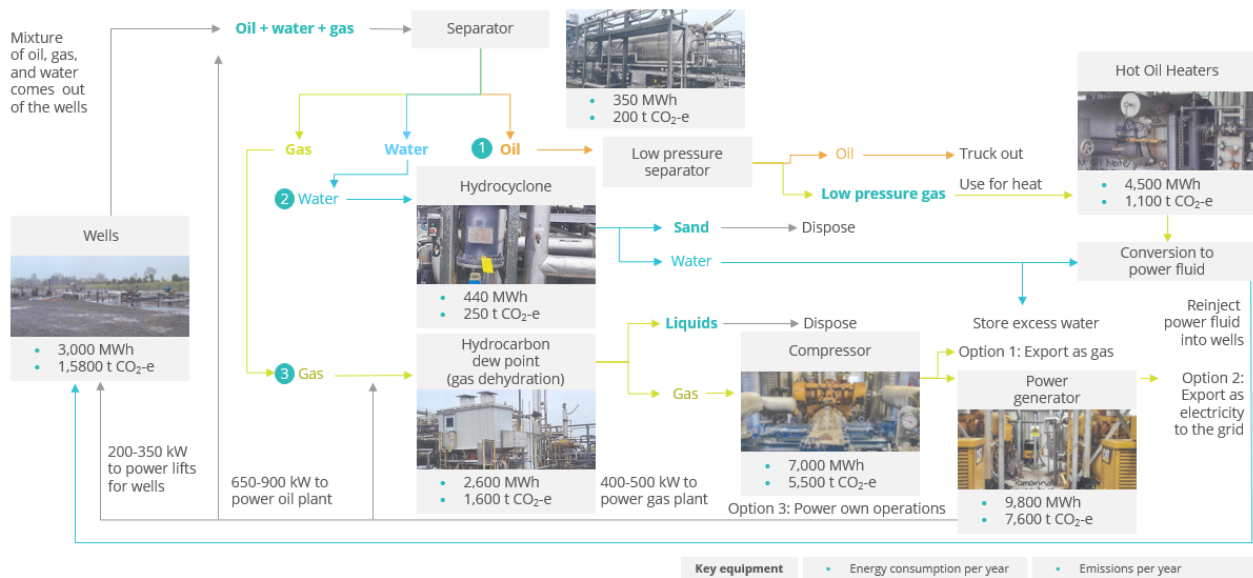 Mixture
of oil, gas,
and water
comes out
of the wells
Oil + water + gas
Separator
350 MWh
200 t CO₂-e
Hot Oil Heaters
4,500 MWh
1,100 t CO₂-e
Gas
Water
1 Oil
Low pressure
separator
Oil
Truck out
Low pressure gas
Use for heat
2 Water
Hydrocyclone
440 MWh
250 t CO₂-e
Sand
Dispose
Water
Conversion to
power fluid
Store excess water
Reinject
power fluid
into wells
Wells
3,000 MWh
1,5800 t CO₂-e
3 Gas
Hydrocarbon
dew point
(gas dehydration)
2,600 MWh
1,600 t CO₂-e
Liquids
Dispose
Gas
Compressor
7,000 MWh
5,500 t CO₂-e
Option 1: Export as gas
Power
generator
9,800 MWh
7,600 t CO₂-e
Option 2:
Export as
electricity
to the grid
200-350 kW
to power lifts
for wells
650-900 kW to
power oil plant
400-500 kW to
power gas plant
Option 3: Power own operations
Key equipment
Energy consumption per year
Emissions per year